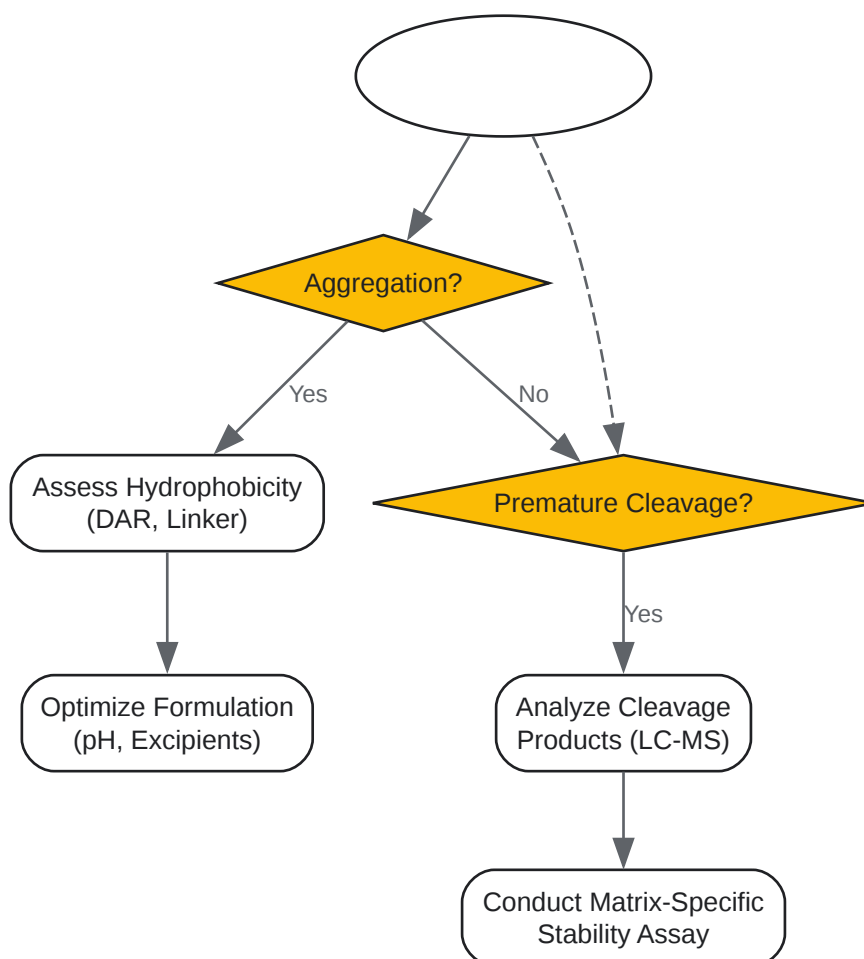 Aggregation?
Yes
No
Assess Hydrophobicity
(DAR, Linker)
Premature Cleavage?
Yes
Optimize Formulation
(pH, Excipients)
Analyze Cleavage
Products (LC-MS)
Conduct Matrix-Specific
Stability Assay